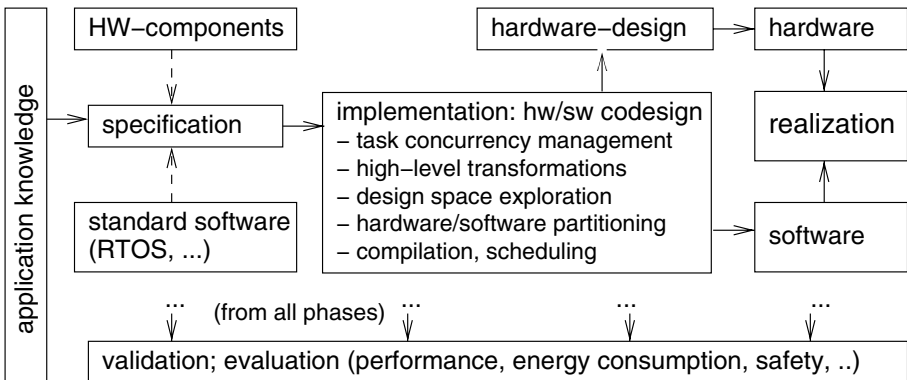 application knowledge
HW–components
hardware–design
hardware
specification
implementation: hw/sw codesign
– task concurrency management
– high–level transformations
– design space exploration
– hardware/software partitioning
– compilation, scheduling
realization
standard software
(RTOS, ...)
software
... (from all phases) ... ... ...
validation; evaluation (performance, energy consumption, safety, ..)